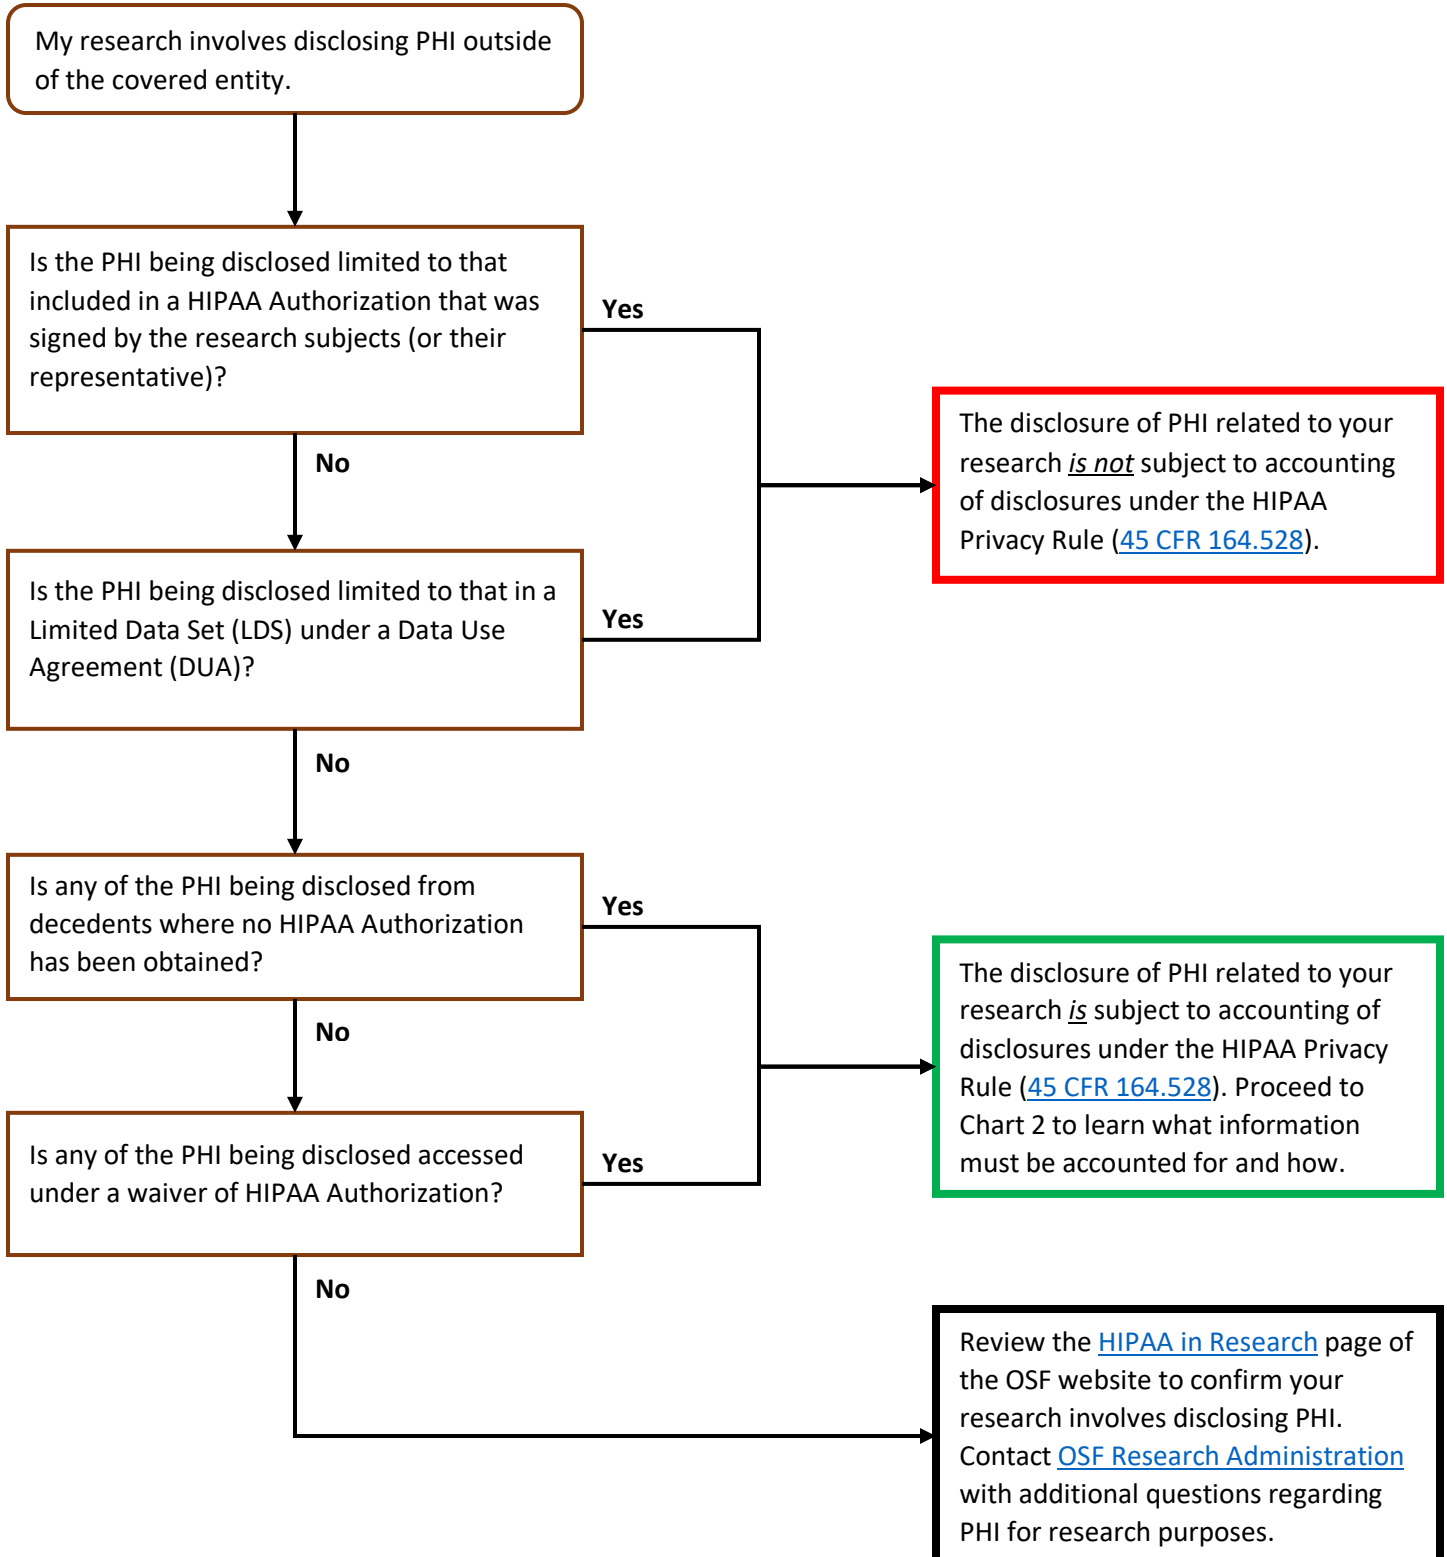 My research involves disclosing PHI outside
of the covered entity.
Is the PHI being disclosed limited to that
included in a HIPAA Authorization that was
signed by the research subjects (or their
representative)?
Yes
No
The disclosure of PHI related to your
research is not subject to accounting
of disclosures under the HIPAA
Privacy Rule (45 CFR 164.528).
Is the PHI being disclosed limited to that in a
Limited Data Set (LDS) under a Data Use
Agreement (DUA)?
Yes
No
Is any of the PHI being disclosed from
decedents where no HIPAA Authorization
has been obtained?
Yes
No
The disclosure of PHI related to your
research is subject to accounting of
disclosures under the HIPAA Privacy
Rule (45 CFR 164.528). Proceed to
Chart 2 to learn what information
must be accounted for and how.
Is any of the PHI being disclosed accessed
under a waiver of HIPAA Authorization?
Yes
No
Review the HIPAA in Research page of
the OSF website to confirm your
research involves disclosing PHI.
Contact OSF Research Administration
with additional questions regarding
PHI for research purposes.